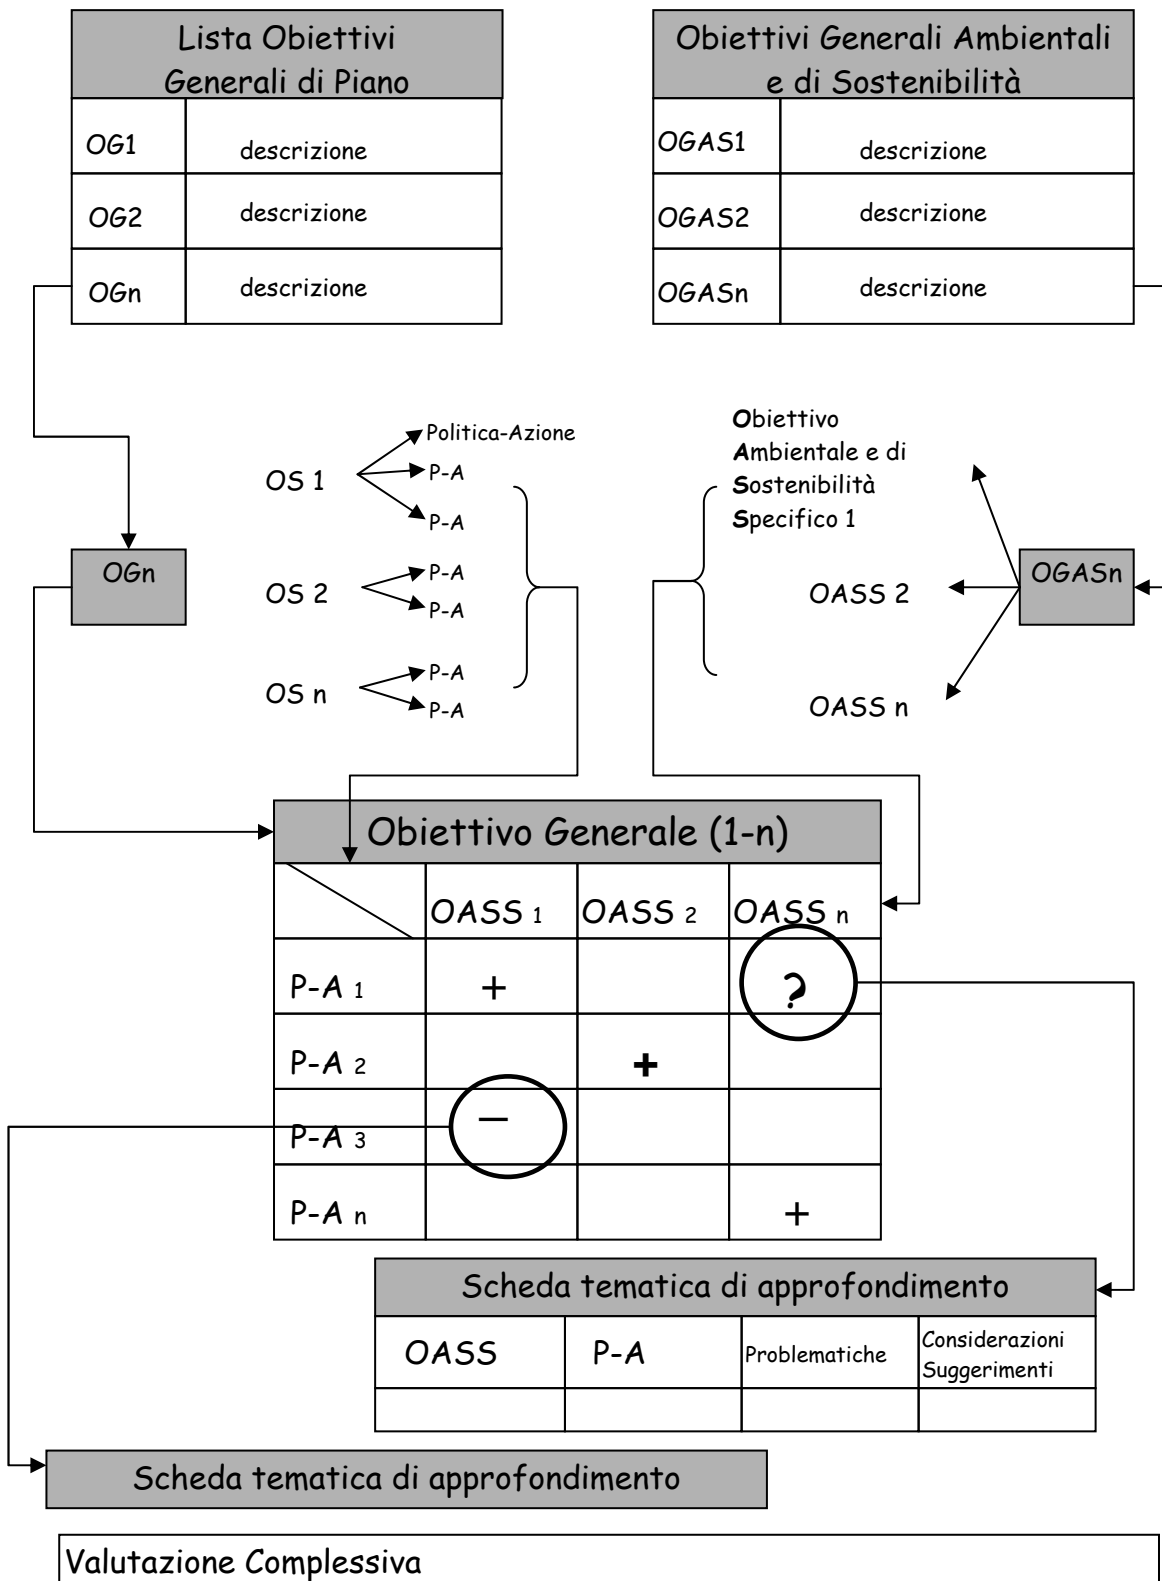 Lista Obiettivi
Generali di Piano
OG1 descrizione
OG2 descrizione
OGn descrizione
Obiettivi Generali Ambientali
e di Sostenibilità
OGAS1 descrizione
OGAS2 descrizione
OGASn descrizione
OGn
OS 1
Politica-Azione
P-A
P-A
OS 2
P-A
P-A
OS n
P-A
P-A
Obiettivo
Ambientale e di
Sostenibilità
Specifico 1
OASS 2
OASS n
OGASn
Obiettivo Generale (1-n)
OASS 1 OASS 2 OASS n
P-A 1 + ?
P-A 2 +
P-A 3 —
P-A n +
Scheda tematica di approfondimento
OASS P-A Problematiche Considerazioni
Suggerimenti
Scheda tematica di approfondimento
Valutazione Complessiva